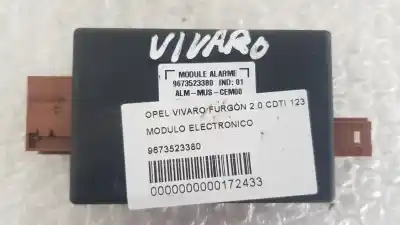 VIVARO
MODULE ALARME
9673523380 IND: 01
ALM-MUS-CEM00
OPEL VIVARO FURGÓN 2.0 CDTI 123
MODULO ELECTRONICO
9673523380
0000000000172433